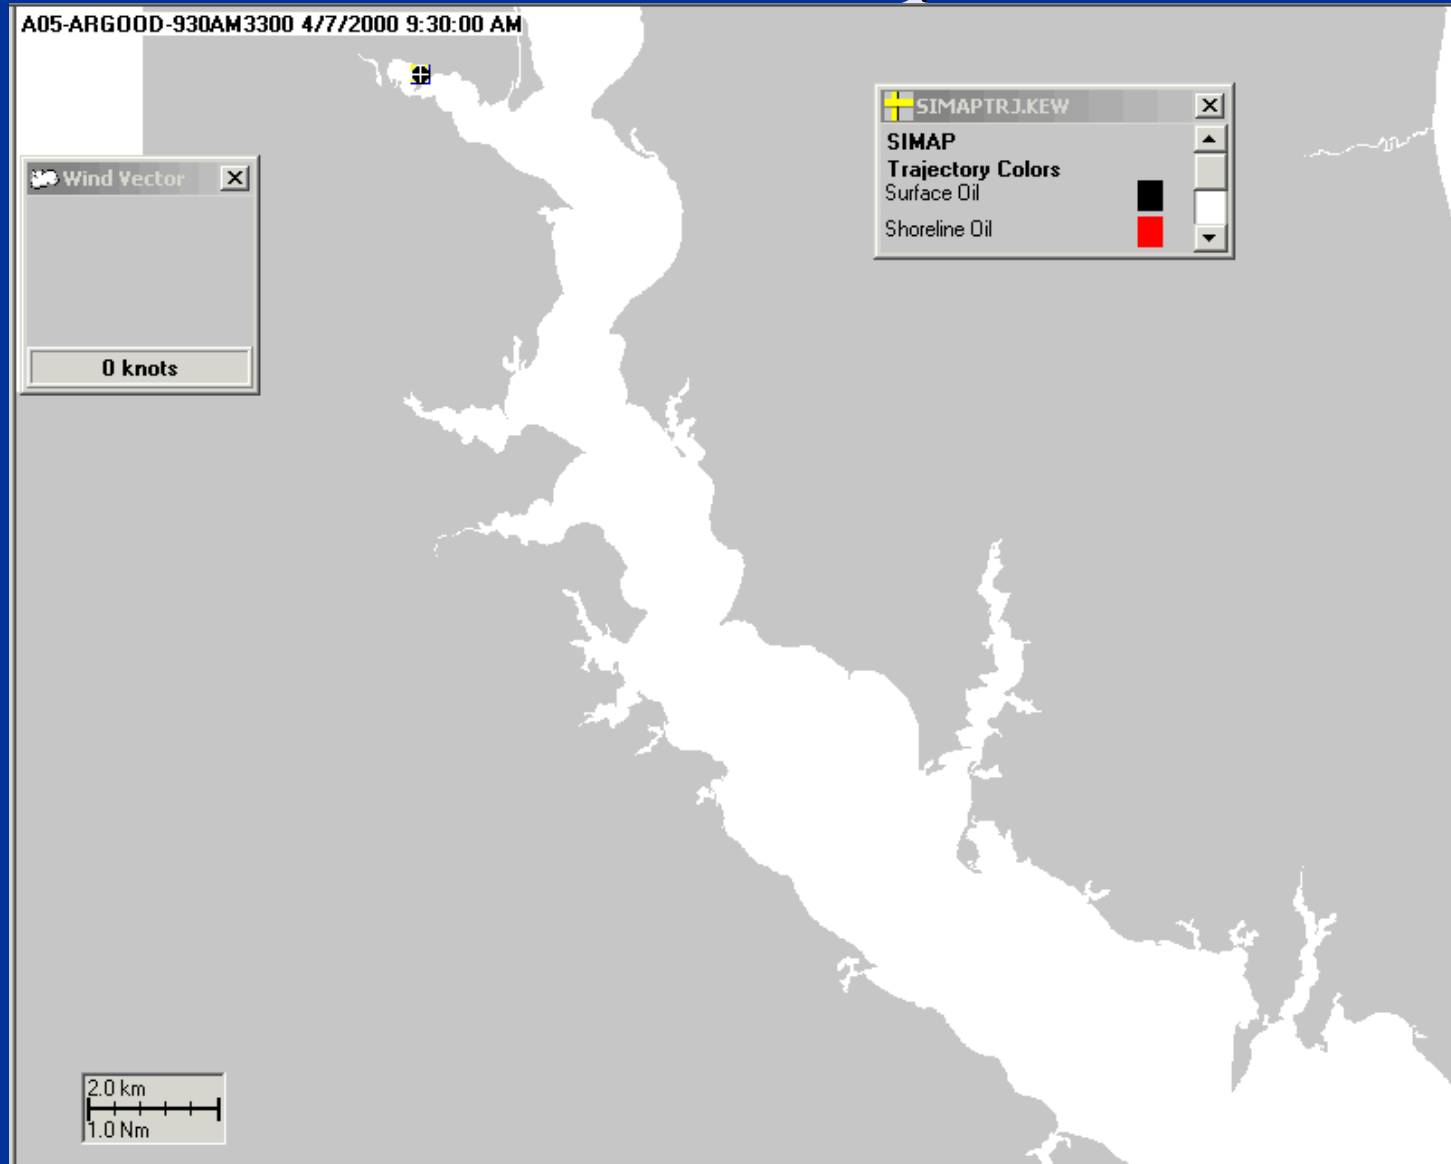 A05-ARGOOD-930AM3300 4/7/2000 9:30:00 AM
SIMAPTRJ.KEW
SIMAP
Trajectory Colors
Surface Oil
Shoreline Oil
Wind Vector
0 knots
2.0 km
1.0 Nm